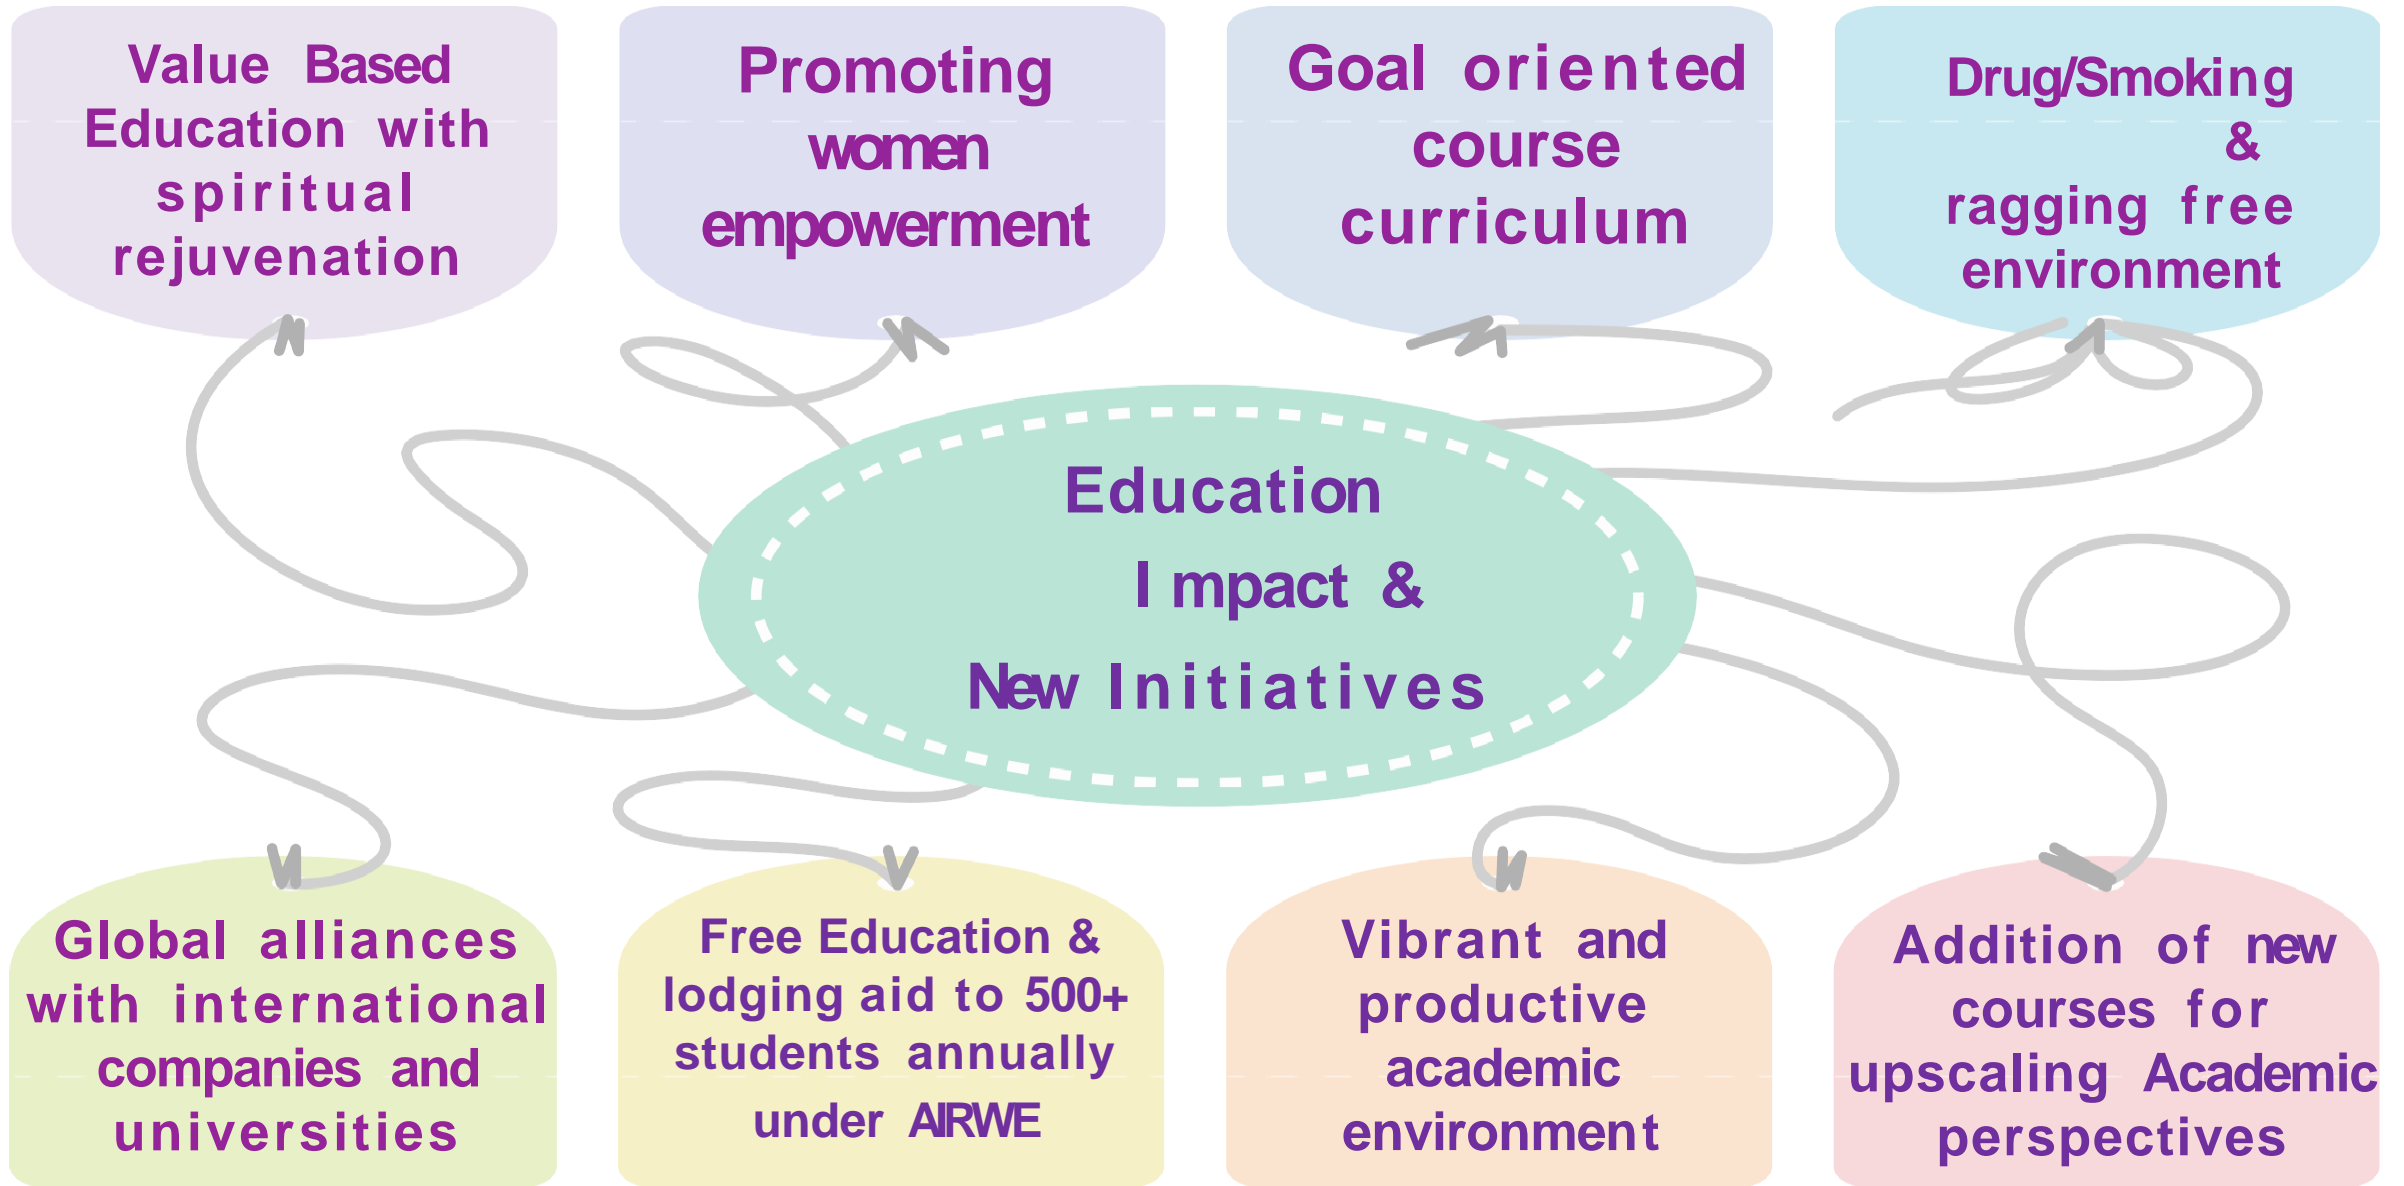 Value Based
Education with
spiritual
rejuvenation
Promoting
women
empowerment
Goal oriented
course
curriculum
Drug/Smoking
&
ragging free
environment
Education
Impact &
New Initiatives
Global alliances
with international
companies and
universities
Free Education &
lodging aid to 500+
students annually
under AIRWE
Vibrant and
productive
academic
environment
Addition of new
courses for
upscaling Academic
perspectives